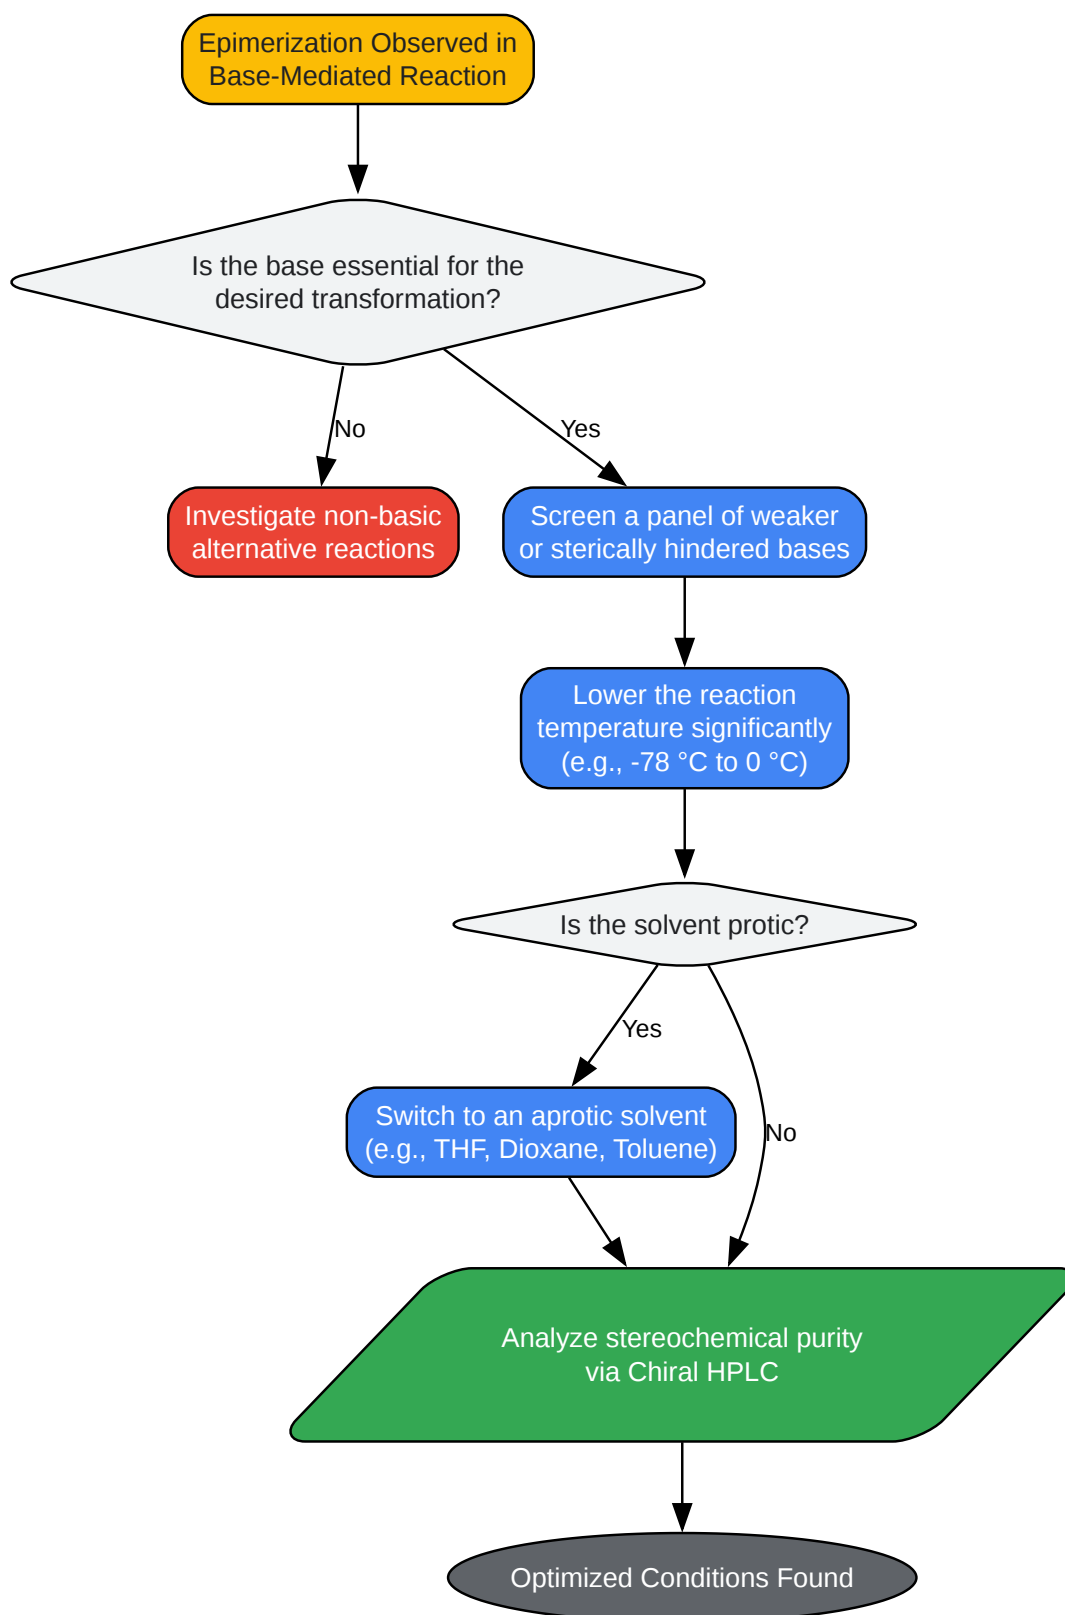 Epimerization Observed in
Base-Mediated Reaction
Is the base essential for the
desired transformation?
No
Yes
Investigate non-basic
alternative reactions
Screen a panel of weaker
or sterically hindered bases
Lower the reaction
temperature significantly
(e.g., -78 °C to 0 °C)
Is the solvent protic?
Yes
No
Switch to an aprotic solvent
(e.g., THF, Dioxane, Toluene)
Analyze stereochemical purity
via Chiral HPLC
Optimized Conditions Found